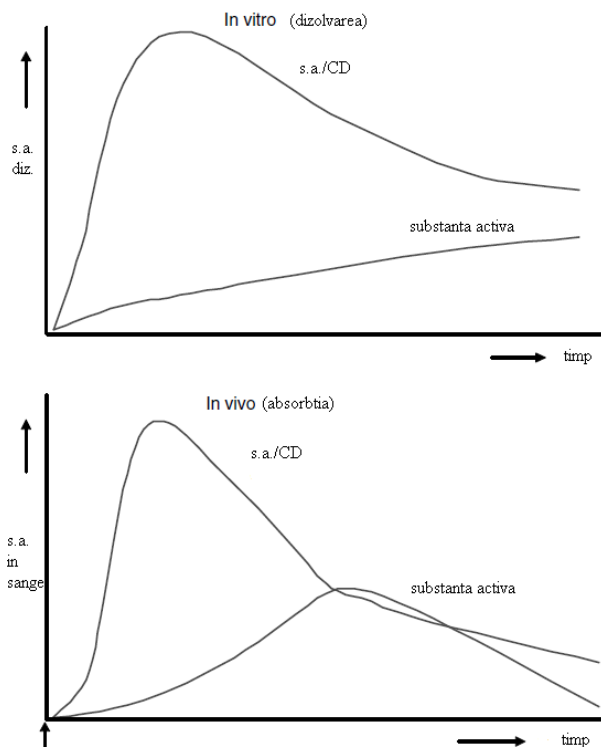 In vitro (dizolvarea)
s.a./CD
s.a.
diz.
substanta activa
timp
In vivo (absorbtia)
s.a./CD
s.a.
in
sange
substanta activa
timp